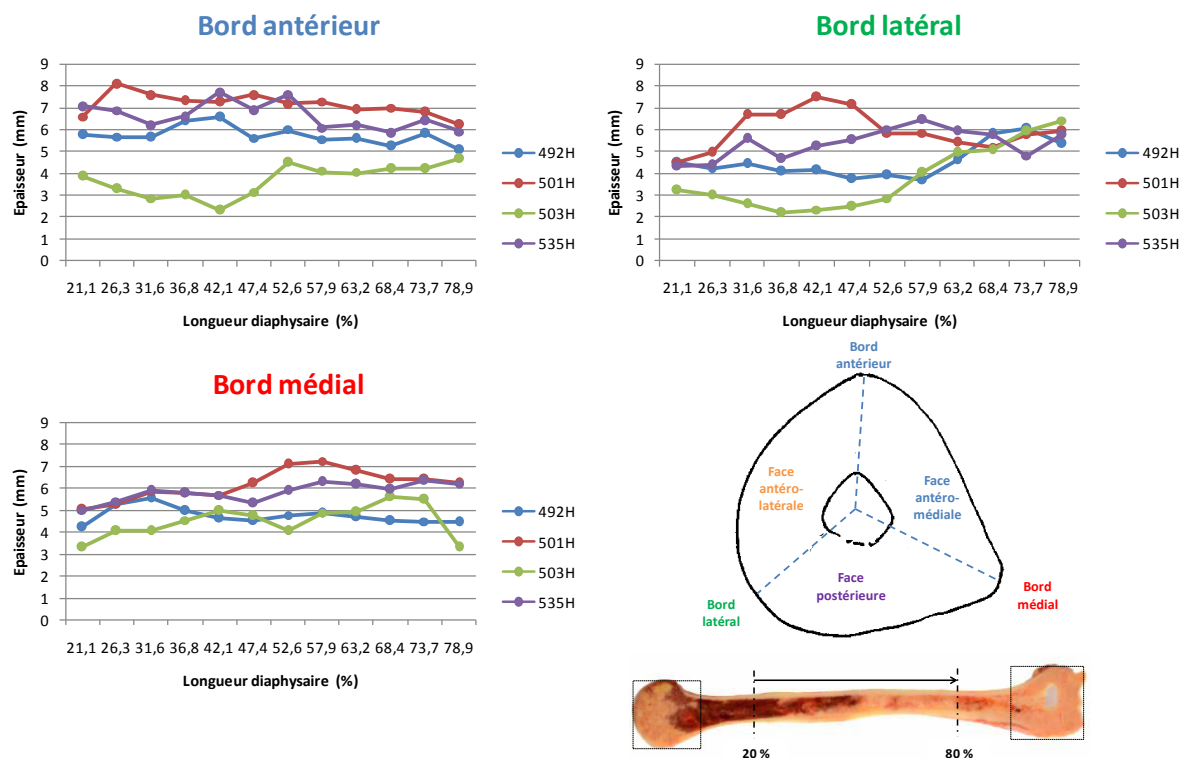 Bord antérieur
9
8
7
6
5
4
3
2
1
0
Epaisseur (mm)
21,1 26,3 31,6 36,8 42,1 47,4 52,6 57,9 63,2 68,4 73,7 78,9
Longueur diaphysaire (%)
492H
501H
503H
535H
Bord latéral
9
8
7
6
5
4
3
2
1
0
Epaisseur (mm)
21,1 26,3 31,6 36,8 42,1 47,4 52,6 57,9 63,2 68,4 73,7 78,9
Longueur diaphysaire (%)
492H
501H
503H
535H
Bord médial
9
8
7
6
5
4
3
2
1
0
Epaisseur (mm)
21,1 26,3 31,6 36,8 42,1 47,4 52,6 57,9 63,2 68,4 73,7 78,9
Longueur diaphysaire (%)
492H
501H
503H
535H
Bord
antérieur
Face
antéro-
latérale
Face
antéro-
médiale
Face
postérieure
Bord
latéral
Bord
médial
20 %
80 %